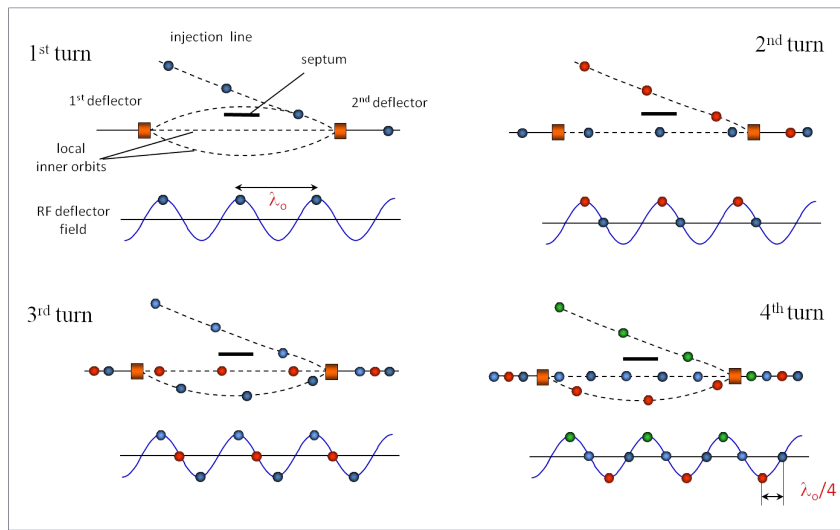 1st turn
injection line
septum
1st deflector
2nd deflector
local
inner orbits
λo
RF deflector
field
2nd turn
3rd turn
4th turn
λo/4